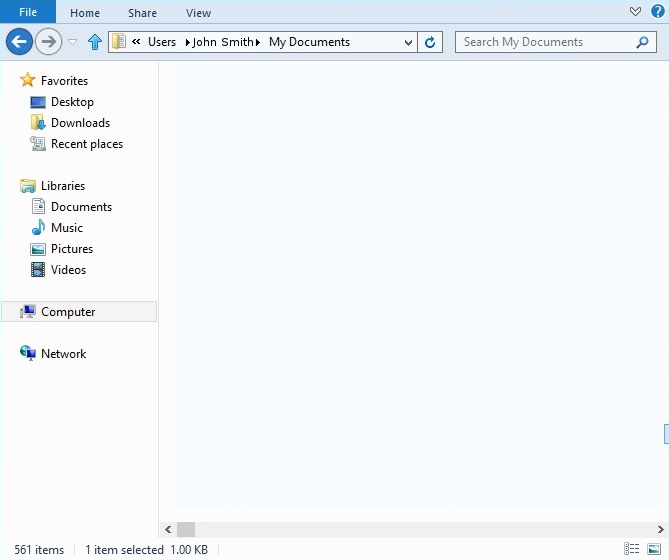 File Home Share View
« Users John Smith My Documents Search My Documents
Favorites
Desktop
Downloads
Recent places
Libraries
Documents
Music
Pictures
Videos
Computer
Network
561 items 1 item selected 1.00 KB